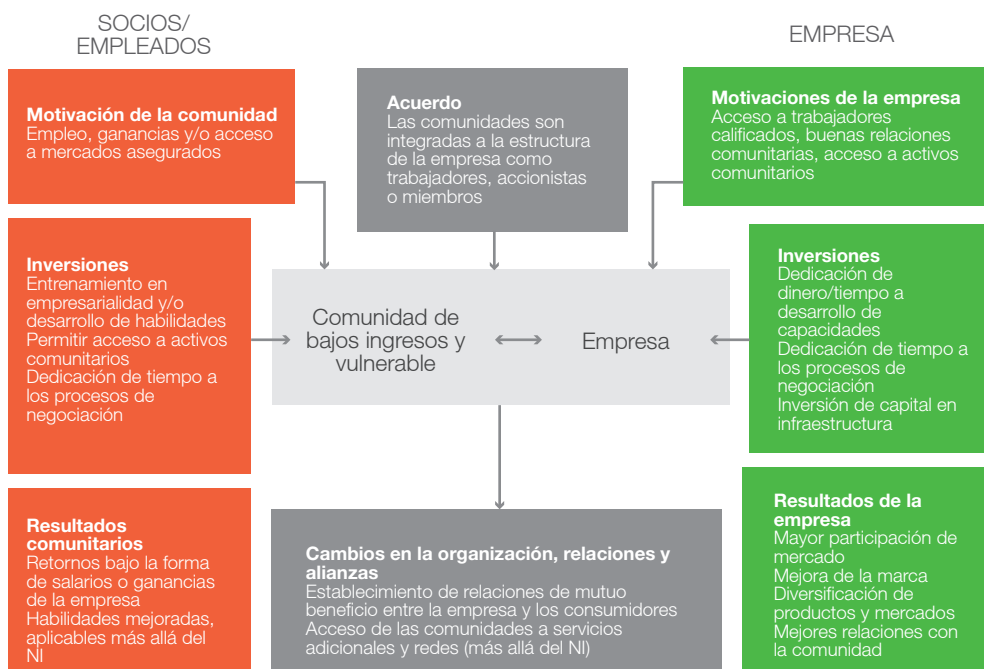 SOCIOS/
EMPLEADOS
EMPRESA
Motivación de la comunidad
Empleo, ganancias y/o acceso
a mercados asegurados
Acuerdo
Las comunidades son
integradas a la estructura
de la empresa como
trabajadores, accionistas
o miembros
Motivaciones de la empresa
Acceso a trabajadores
calificados, buenas relaciones
comunitarias, acceso a activos
comunitarios
Inversiones
Entrenamiento en
empresarialidad y/o
desarrollo de habilidades
Permitir acceso a activos
comunitarios
Dedicación de tiempo a
los procesos de
negociación
Comunidad de
bajos ingresos y
vulnerable
Empresa
Inversiones
Dedicación de
dinero/tiempo a
desarrollo de
capacidades
Dedicación de tiempo a
los procesos de
negociación
Inversión de capital en
infraestructura
Resultados
comunitarios
Retornos bajo la forma
de salarios o ganancias
de la empresa
Habilidades mejoradas,
aplicables más allá del
NI
Cambios en la organización, relaciones y
alianzas
Establecimiento de relaciones de mutuo
beneficio entre la empresa y los consumidores
Acceso de las comunidades a servicios
adicionales y redes (más allá del NI)
Resultados de la
empresa
Mayor participación de
mercado
Mejora de la marca
Diversificación de
productos y mercados
Mejores relaciones con
la comunidad